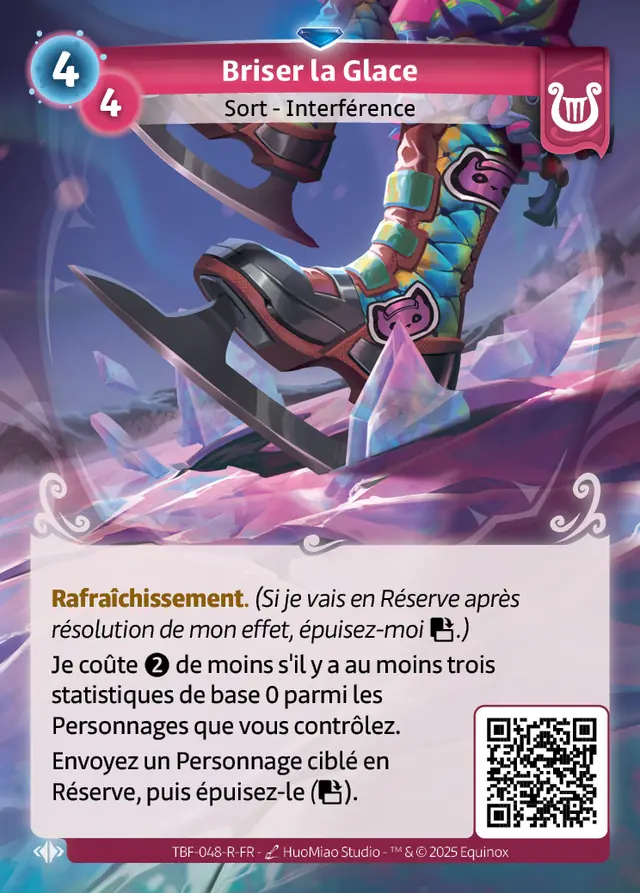 4
4
Briser la Glace
Sort - Interférence
Rafraîchissement. (Si je vais en Réserve après
résolution de mon effet, épuisez-moi .)
Je coûte 2 de moins s'il y a au moins trois
statistiques de base 0 parmi les
Personnages que vous contrôlez.
Envoyez un Personnage ciblé en
Réserve, puis épuisez-le ().
TBF-048-R-FR - HuoMiao Studio - ™ & © 2025 Equinox